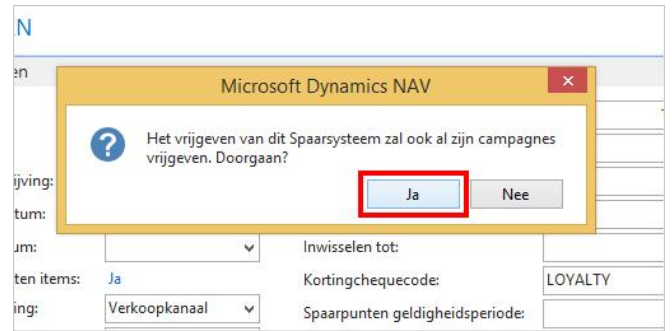 N
en
Microsoft Dynamics NAV
Het vrijgeven van dit Spaarsysteem zal ook al zijn campagnes
vrijgeven. Doorgaan?
Ja Nee
ijving:
tum:
um:
Inwisselen tot:
ten items: Ja Kortingchequecode: LOYALTY
ing: Verkoopkanaal Spaarpunten geldigheidsperiode: